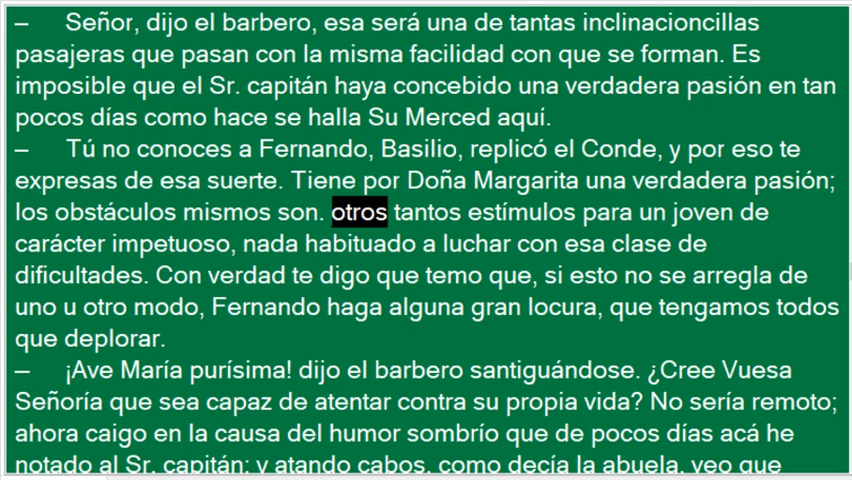 – Señor, dijo el barbero, esa será una de tantas inclinacioncillas
pasajeras que pasan con la misma facilidad con que se forman. Es
imposible que el Sr. capitán haya concebido una verdadera pasión en tan
pocos días como hace se halla Su Merced aquí.
– Tú no conoces a Fernando, Basilio, replicó el Conde, y por eso te
expresas de esa suerte. Tiene por Doña Margarita una verdadera pasión;
los obstáculos mismos son. otros tantos estímulos para un joven de
carácter impetuoso, nada habituado a luchar con esa clase de
dificultades. Con verdad te digo que temo que, si esto no se arregla de
uno u otro modo, Fernando haga alguna gran locura, que tengamos todos
que deplorar.
– ¡Ave María purísima! dijo el barbero santiguándose. ¿Cree Vuesa
Señoría que sea capaz de atentar contra su propia vida? No sería remoto;
ahora caigo en la causa del humor sombrío que de pocos días acá he
notado al Sr. capitán; y atando cabos, como decía la abuela, veo que